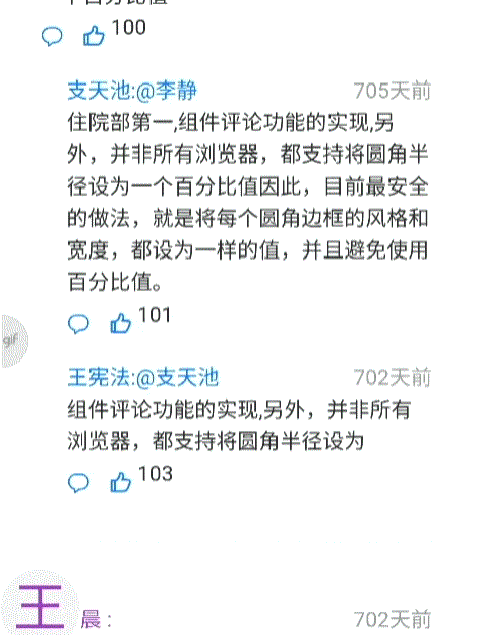 100
支天池:@李静 705天前
住院部第一,组件评论功能的实现,另
外，并非所有浏览器，都支持将圆角半
径设为一个百分比值因此，目前最安全
的做法，就是将每个圆角边框的风格和
宽度，都设为一样的值，并且避免使用
百分比值。
101
gif
王宪法:@支天池 702天前
组件评论功能的实现,另外，并非所有
浏览器，都支持将圆角半径设为
103
王 晨： 702天前